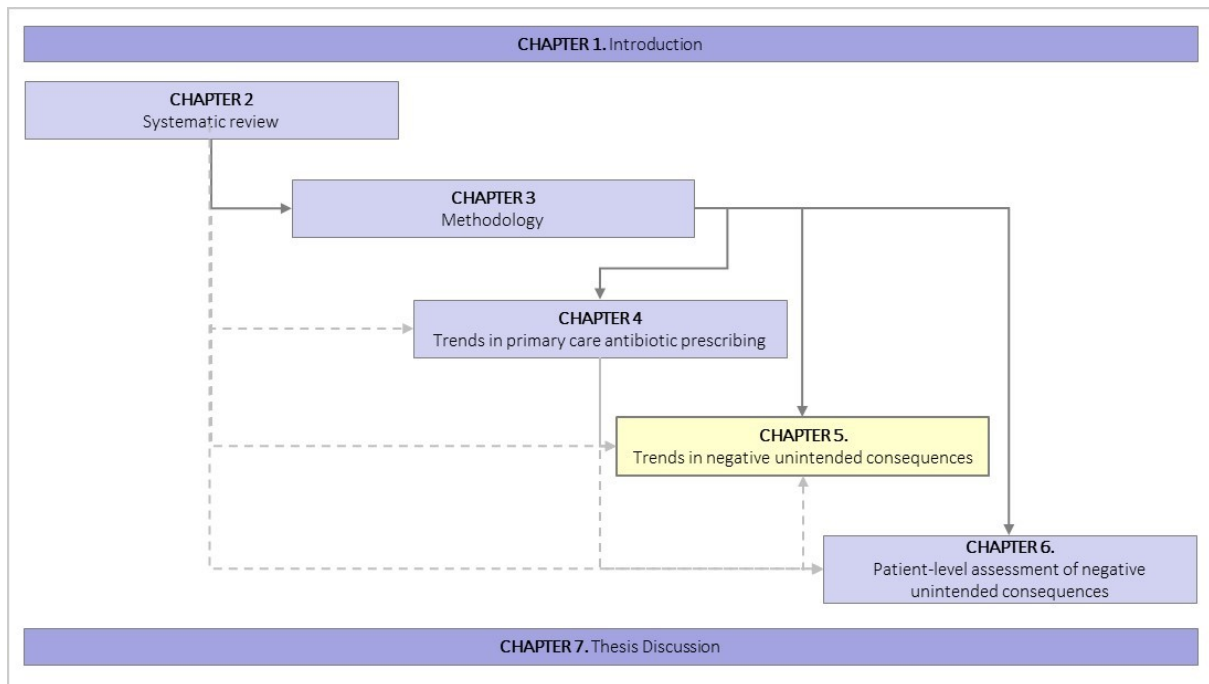 CHAPTER 1. Introduction
CHAPTER 2
Systematic review
CHAPTER 3
Methodology
CHAPTER 4
Trends in primary care antibiotic prescribing
CHAPTER 5.
Trends in negative unintended consequences
CHAPTER 6.
Patient-level assessment of negative
unintended consequences
CHAPTER 7. Thesis Discussion